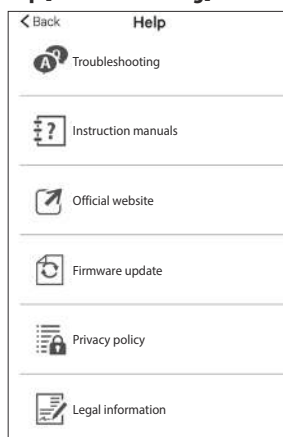 Back Help
Troubleshooting
Instruction manuals
Official website
Firmware update
Privacy policy
Legal information